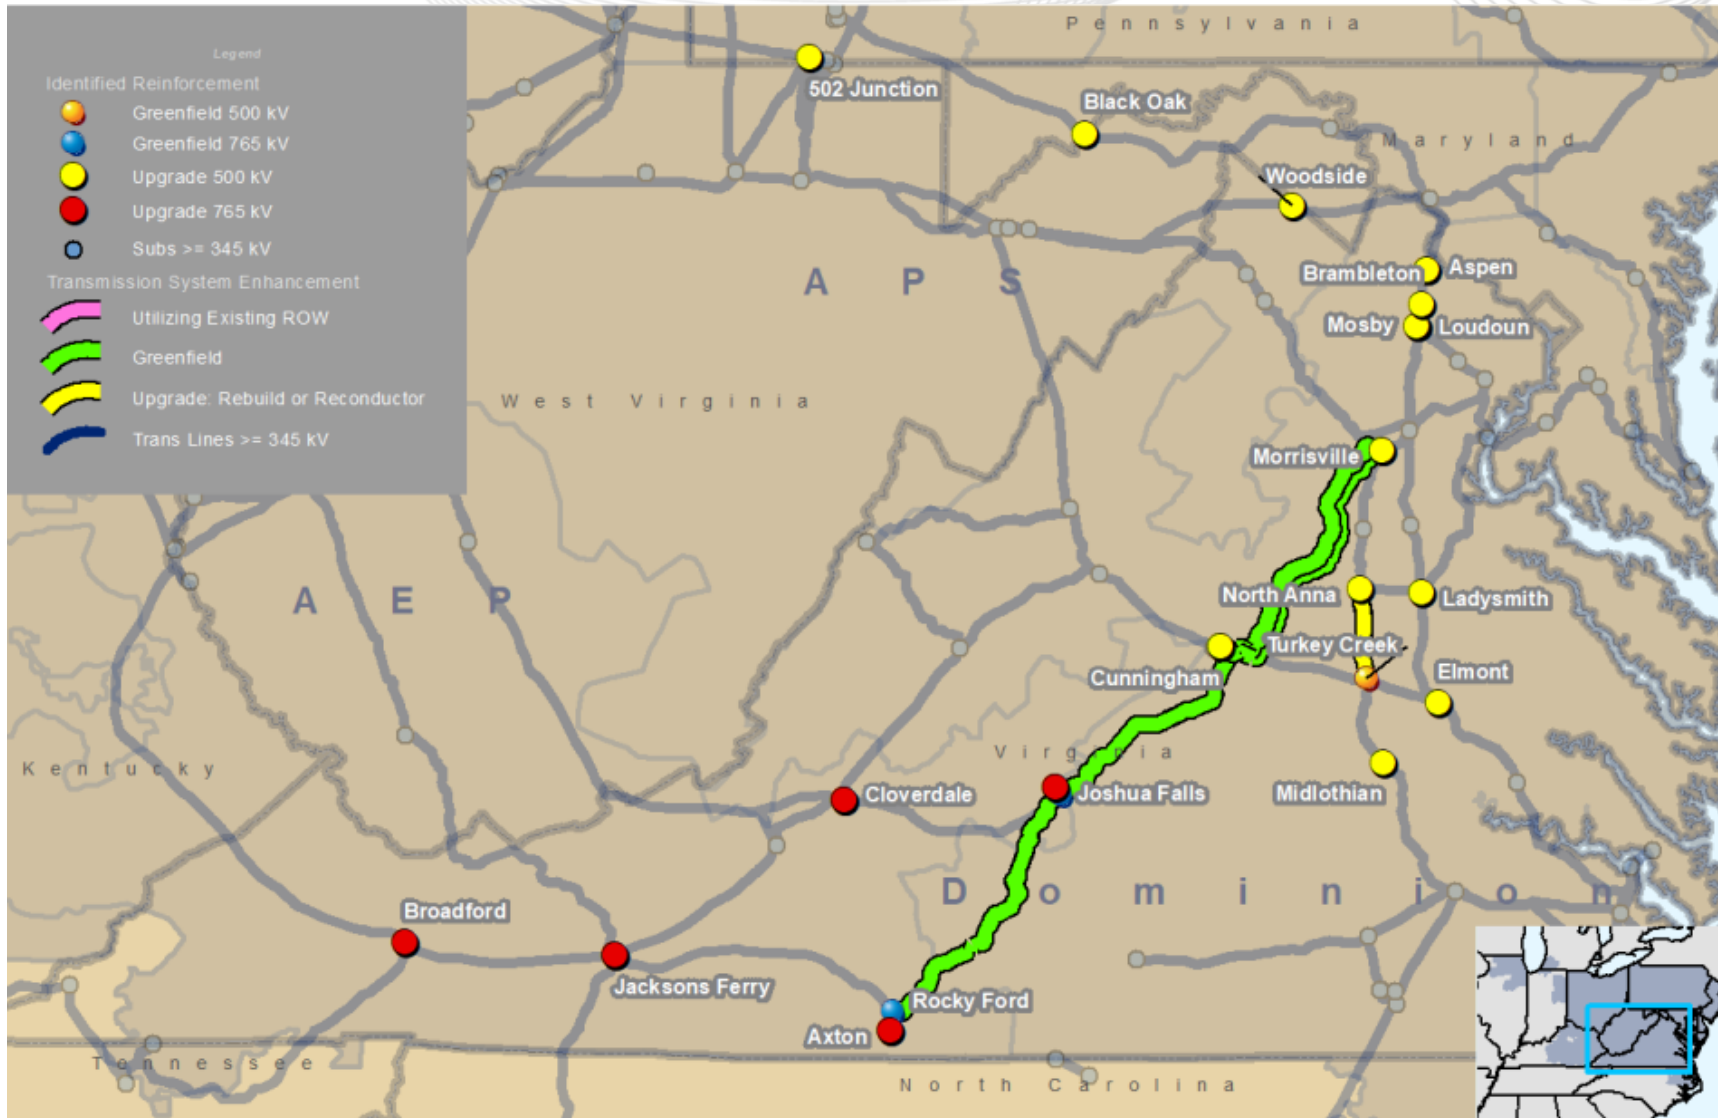 Legend
Identified Reinforcement
Greenfield 500 kV
Greenfield 765 kV
Upgrade 500 kV
Upgrade 765 kV
Subs >= 345 kV
Transmission System Enhancement
Utilizing Existing ROW
Greenfield
Upgrade: Rebuild or Reconductor
Trans Lines >= 345 kV
Pennsylvania
502 Junction
Black Oak
Maryland
Woodside
Brambleton
Aspen
APS
Mosby
Loudoun
West Virginia
Morrisville
AEP
North Anna
Ladysmith
Turkey Creek
Cunningham
Elmont
Virginia
Kentucky
Cloverdale
Joshua Falls
Midlothian
Dominion
Broadford
Jacksons Ferry
Rocky Ford
Axton
Tennessee
North Carolina